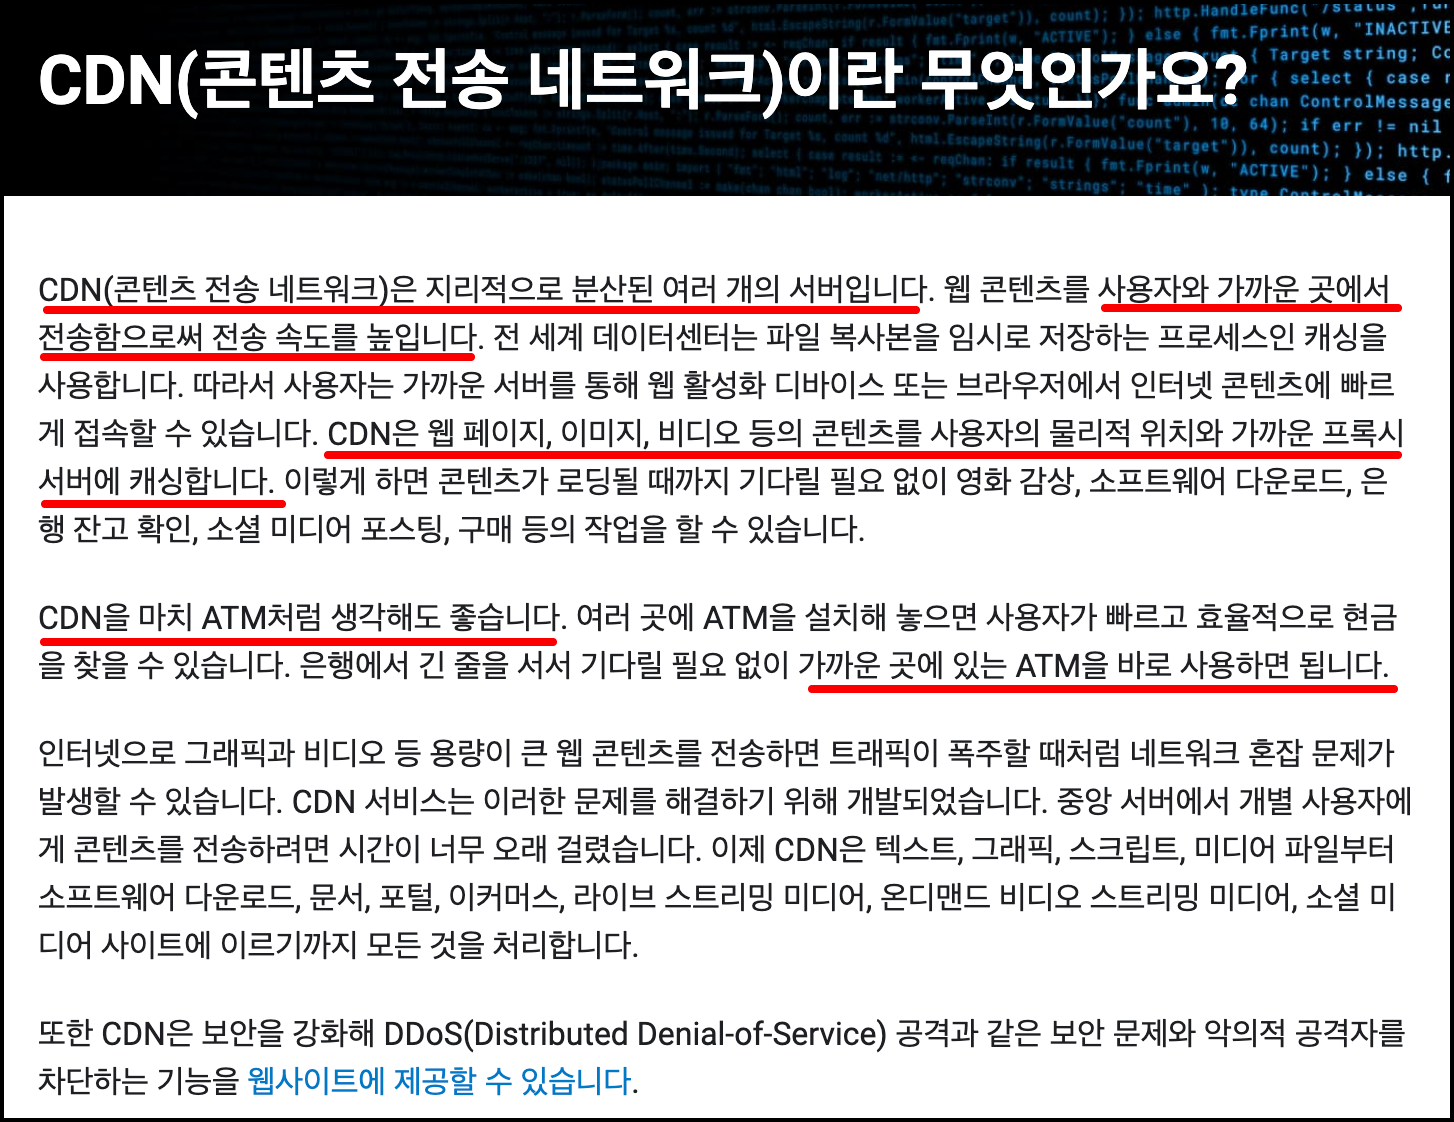 count); }); http.HandleFunc("/status",
CDN(콘텐츠 전송 네트워크)이란 무엇인가요?
CDN(콘텐츠 전송 네트워크)은 지리적으로 분산된 여러 개의 서버입니다. 웹 콘텐츠를 사용자와 가까운 곳에서
전송함으로써 전송 속도를 높입니다. 전 세계 데이터센터는 파일 복사본을 임시로 저장하는 프로세스인 캐싱을
사용합니다. 따라서 사용자는 가까운 서버를 통해 웹 활성화 디바이스 또는 브라우저에서 인터넷 콘텐츠에 빠르
게 접속할 수 있습니다. CDN은 웹 페이지, 이미지, 비디오 등의 콘텐츠를 사용자의 물리적 위치와 가까운 프록시
서버에 캐싱합니다. 이렇게 하면 콘텐츠가 로딩될 때까지 기다릴 필요 없이 영화 감상, 소프트웨어 다운로드, 은
행 잔고 확인, 소셜 미디어 포스팅, 구매 등의 작업을 할 수 있습니다.
CDN을 마치 ATM처럼 생각해도 좋습니다. 여러 곳에 ATM을 설치해 놓으면 사용자가 빠르고 효율적으로 현금
을 찾을 수 있습니다. 은행에서 긴 줄을 서서 기다릴 필요 없이 가까운 곳에 있는 ATM을 바로 사용하면 됩니다.
인터넷으로 그래픽과 비디오 등 용량이 큰 웹 콘텐츠를 전송하면 트래픽이 폭주할 때처럼 네트워크 혼잡 문제가
발생할 수 있습니다. CDN 서비스는 이러한 문제를 해결하기 위해 개발되었습니다. 중앙 서버에서 개별 사용자에
게 콘텐츠를 전송하려면 시간이 너무 오래 걸렸습니다. 이제 CDN은 텍스트, 그래픽, 스크립트, 미디어 파일부터
소프트웨어 다운로드, 문서, 포털, 이커머스, 라이브 스트리밍 미디어, 온디맨드 비디오 스트리밍 미디어, 소셜 미
디어 사이트에 이르기까지 모든 것을 처리합니다.
또한 CDN은 보안을 강화해 DDoS(Distributed Denial-of-Service) 공격과 같은 보안 문제와 악의적 공격자를
차단하는 기능을 웹사이트에 제공할 수 있습니다.